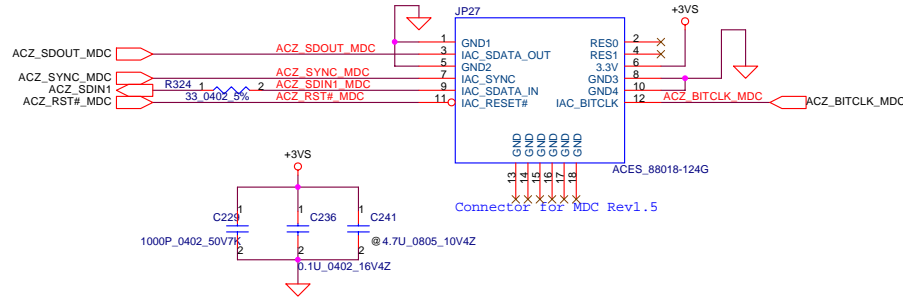 JP27
+3VS
1 GND1 RES0 2
ACZ_SDOUT_MDC ACZ_SDOUT_MDC 3 IAC_SDATA_OUT RES1 4
5 GND2 3.3V 6
ACZ_SYNC_MDC ACZ_SYNC_MDC 7 IAC_SYNC GND3 8
ACZ_SDIN1 R324 1 2 ACZ_SDIN1_MDC 9 IAC_SDATA_IN GND4 10
ACZ_RST#_MDC 33_0402_5% ACZ_RST#_MDC 11 IAC_RESET# IAC_BITCLK 12 ACZ_BITCLK_MDC ACZ_BITCLK_MDC
GND GND GND GND GND GND
13 14 15 16 17 18
ACES_88018-124G
Connector for MDC Rev1.5
+3VS
1 1 1
C229 C236 C241
1000P_0402_50V7K @ 4.7U_0805_10V4Z
2 2 2
0.1U_0402_16V4Z